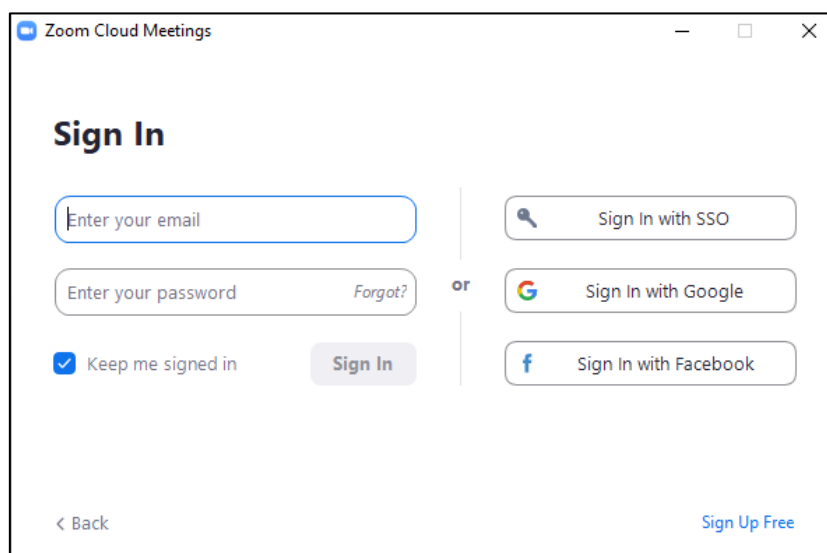 Zoom Cloud Meetings
Sign In
Enter your email
Enter your password Forgot?
Keep me signed in Sign In
or
Sign In with SSO
Sign In with Google
Sign In with Facebook
< Back
Sign Up Free